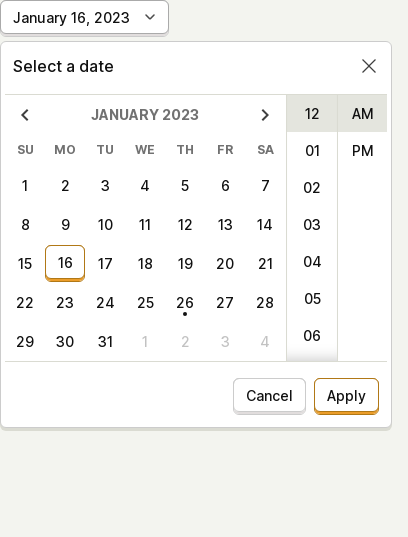 January 16, 2023
Select a date
JANUARY 2023
SU MO TU WE TH FR SA
1 2 3 4 5 6 7
8 9 10 11 12 13 14
15 16 17 18 19 20 21
22 23 24 25 26 27 28
29 30 31 1 2 3 4
12 AM
01 PM
02
03
04
05
06
Cancel Apply